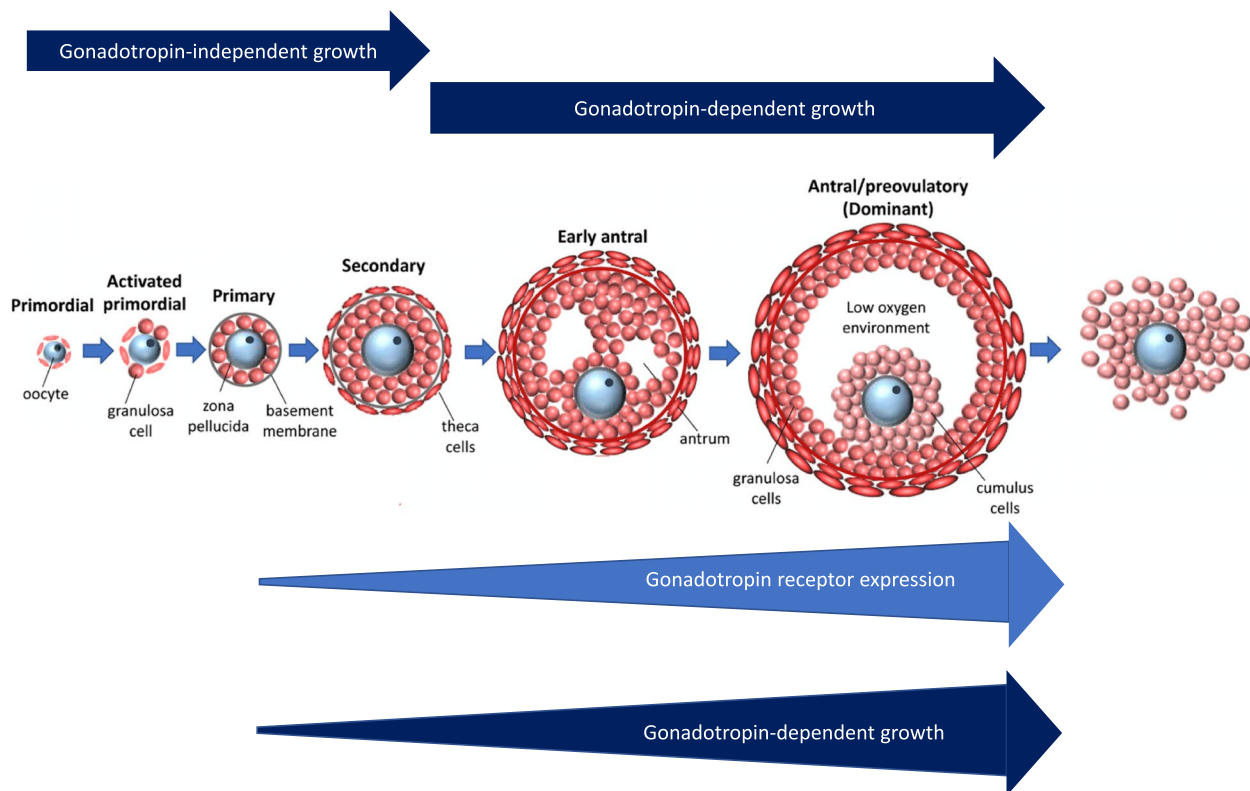 Gonadotropin-independent growth
Gonadotropin-dependent growth
Antral/preovulatory
(Dominant)
Early antral
Secondary
Activated
primordial
Primary
Primordial
Low oxygen
environment
oocyte
granulosa
cell
zona
pellucida
basement
membrane
theca
cells
antrum
granulosa
cells
cumulus
cells
Gonadotropin receptor expression
Gonadotropin-dependent growth